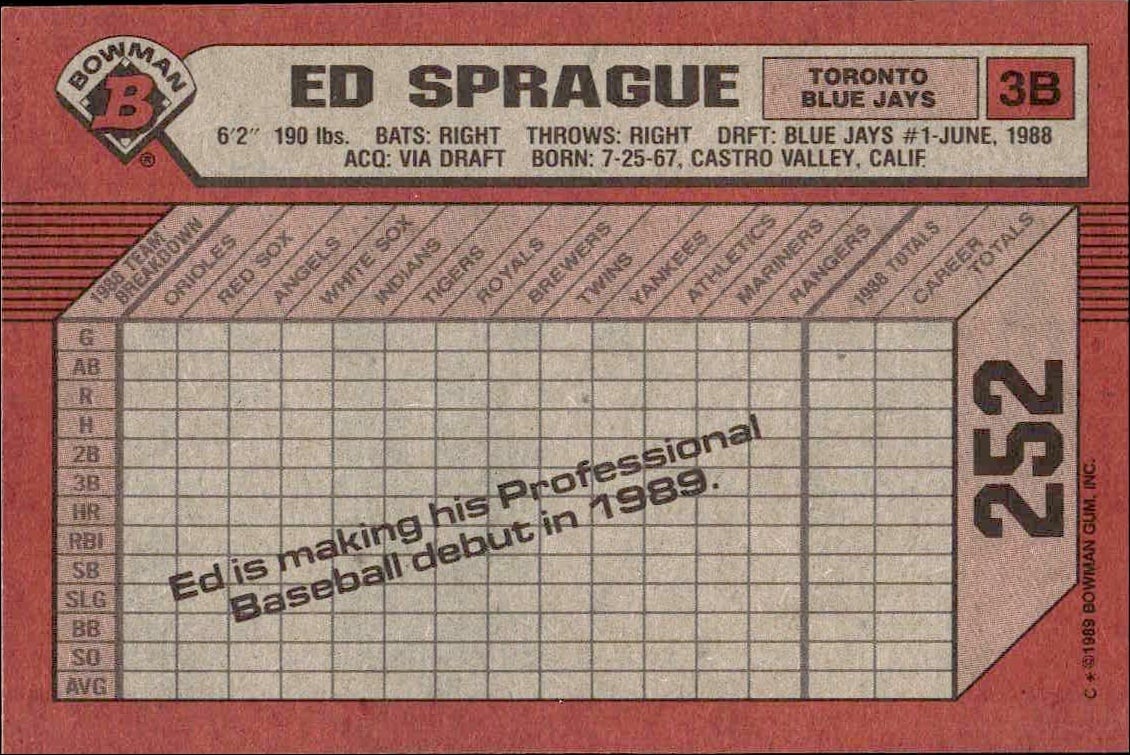 BOWMAN
B
®
ED SPRAGUE
TORONTO
BLUE JAYS
3B
6'2" 190 lbs. BATS: RIGHT THROWS: RIGHT DRFT: BLUE JAYS #1-JUNE, 1988
ACQ: VIA DRAFT BORN: 7-25-67, CASTRO VALLEY, CALIF.
1988 TEAM
BREAKDOWN
ORIOLES
RED SOX
ANGELS
WHITE SOX
INDIANS
TIGERS
ROYALS
BREWERS
TWINS
YANKEES
ATHLETICS
MARINERS
RANGERS
1988 TOTALS
CAREER
TOTALS
G
AB
R
H
2B
3B
HR
RBI
SB
SLG
BB
SO
AVG
Ed is making his Professional
Baseball debut in 1989.
252
C * ©1989 BOWMAN GUM, INC.